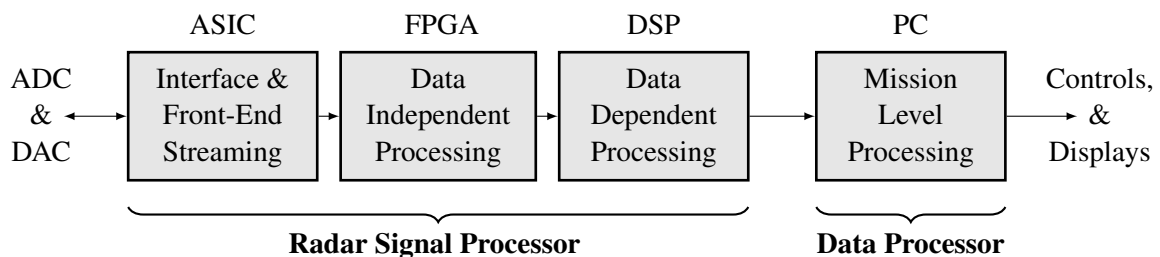 ASIC
FPGA
DSP
PC
ADC
&
DAC
Interface &
Front-End
Streaming
Data
Independent
Processing
Data
Dependent
Processing
Mission
Level
Processing
Controls,
&
Displays
Radar Signal Processor
Data Processor